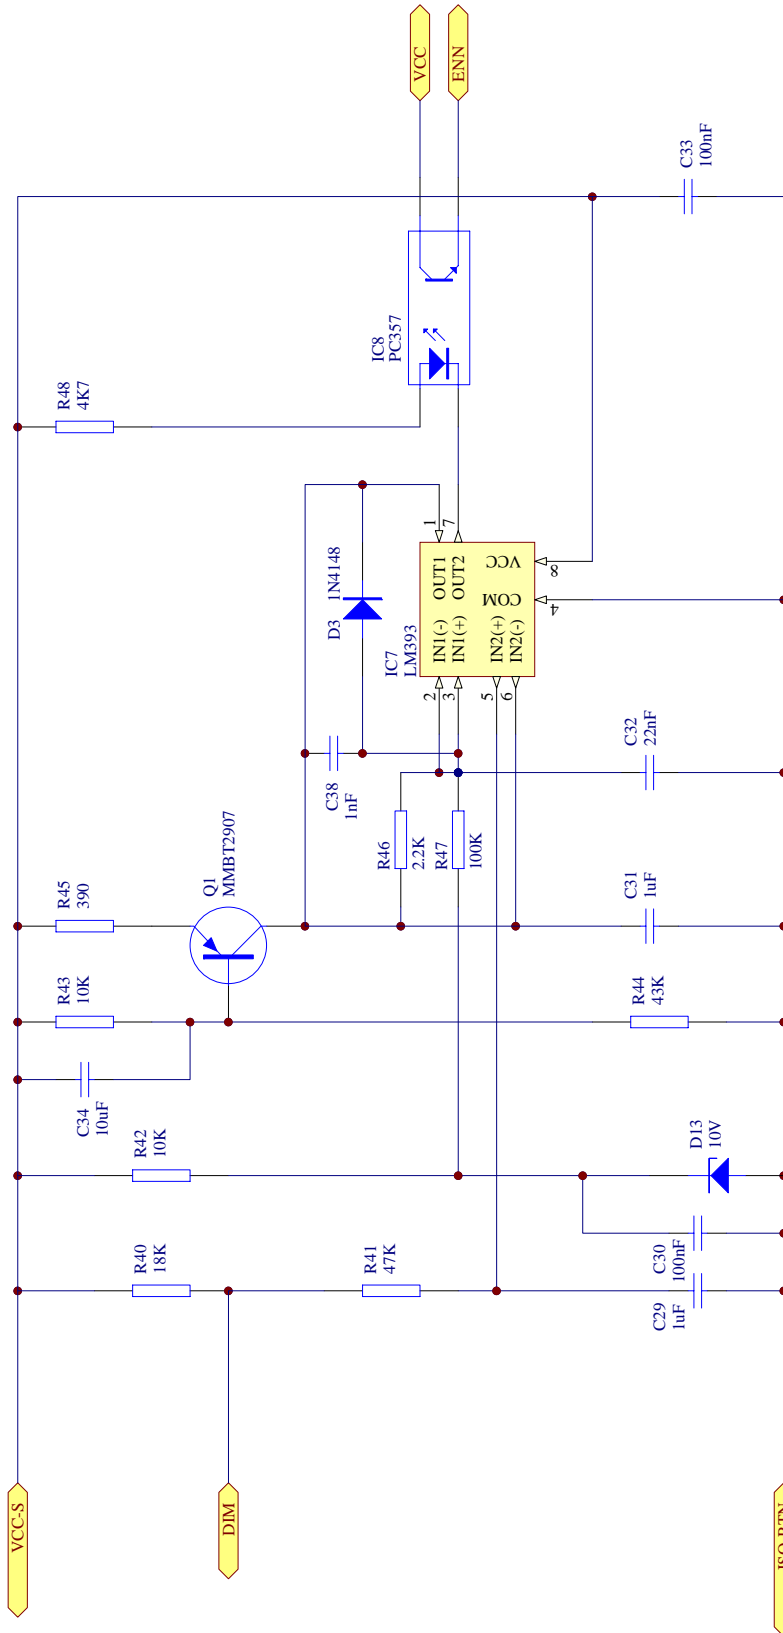 VCC
ENN
C33
100nF
IC8
PC357
R48
4K7
1
7
OUT1
OUT2
VCC
8
COM
4
D3
1N4148
IC7
LM393
IN1(-)
IN1(+)
IN2(+)
IN2(-)
2
3
5
6
C38
1nF
C32
22nF
R46
2.2K
R47
100K
Q1
MMBT2907
R45
390
C31
1uF
R43
10K
R44
43K
C34
10uF
R42
10K
D13
10V
R40
18K
R41
47K
C30
100nF
C29
1uF
VCC-S
DIM